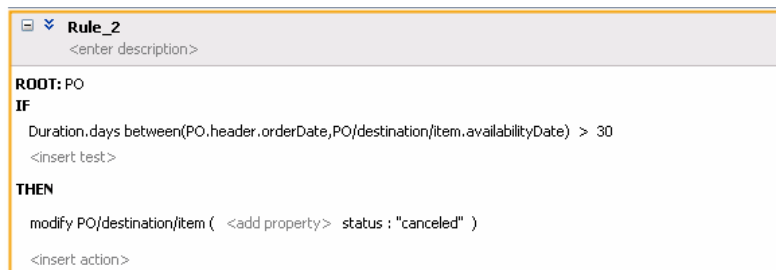 Rule_2
<enter description>
ROOT: PO
IF
Duration.days between(PO.header.orderDate,PO/destination/item.availabilityDate) > 30
<insert test>
THEN
modify PO/destination/item ( <add property> status : "canceled" )
<insert action>